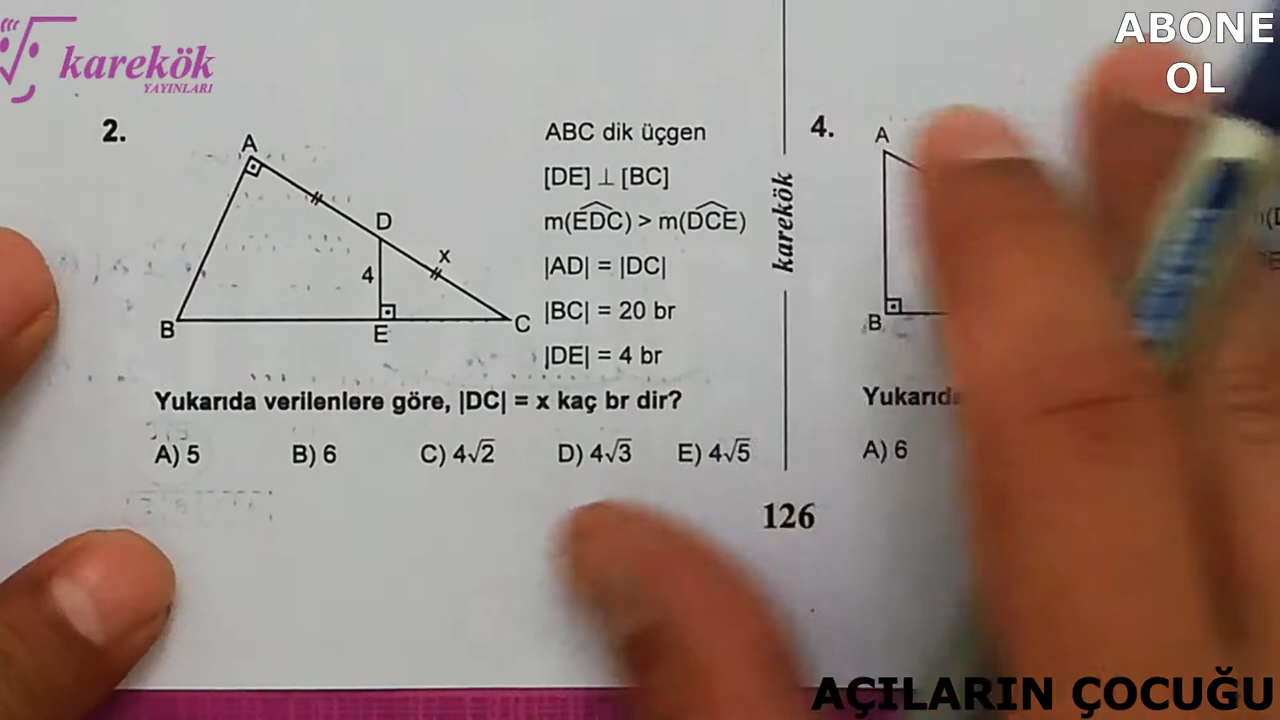 ABONE
OL
karekök
YAYINLARI
2.
ABC dik üçgen
[DE] ⊥ [BC]
m(EDC) > m(DCE)
|AD| = |DC|
|BC| = 20 br
|DE| = 4 br
A
D
x
4
B
E
C
Yukarıda verilenlere göre, |DC| = x kaç br dir?
A) 5 B) 6 C) 4√2 D) 4√3 E) 4√5
karekök
126
4.
A
B
A) 6
AÇILARIN ÇOCUĞU